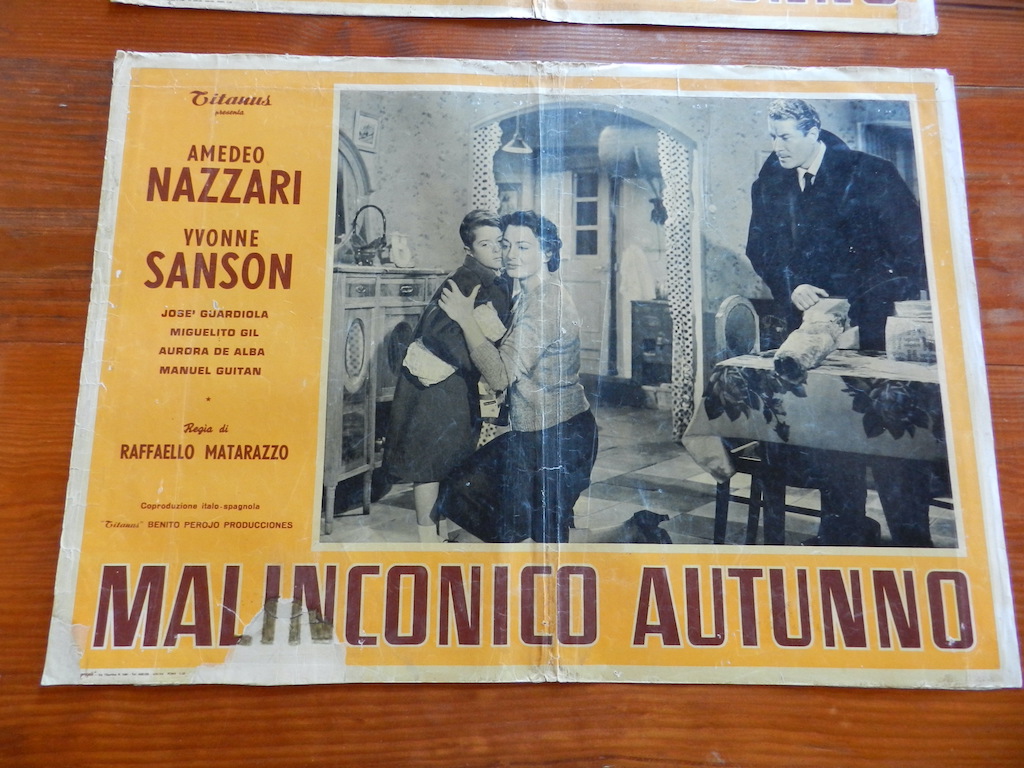 Titanus
presenta
AMEDEO
NAZZARI
YVONNE
SANSON
JOSE' GUARDIOLA
MIGUELITO GIL
AURORA DE ALBA
MANUEL GUITAN
*
Regia di
RAFFAELLO MATARAZZO
Coproduzione italo-spagnola
"Titanus" BENITO PEROJO PRODUCCIONES
MALINCONICO AUTUNNO